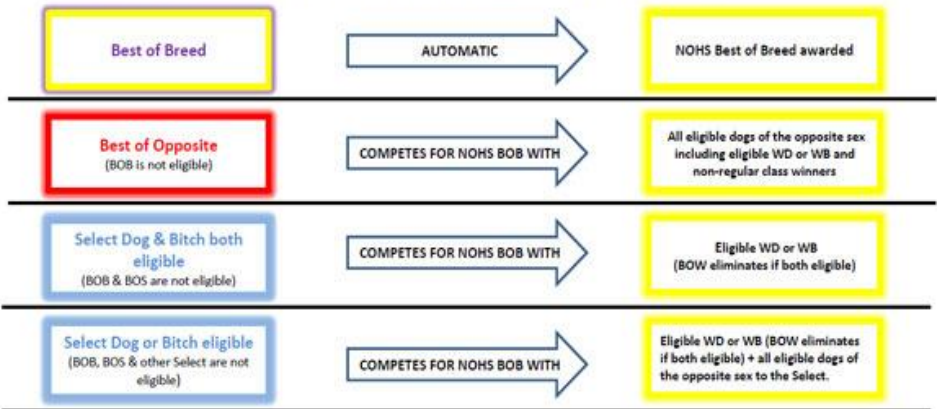 Best of Breed
AUTOMATIC
NOHS Best of Breed awarded
Best of Opposite
(BOB is not eligible)
COMPETES FOR NOHS BOB WITH
All eligible dogs of the opposite sex
including eligible WD or WB and
non-regular class winners
Select Dog & Bitch both
eligible
(BOB & BOS are not eligible)
COMPETES FOR NOHS BOB WITH
Eligible WD or WB
(BOW eliminates if both eligible)
Select Dog or Bitch eligible
(BOB, BOS & other Select are not
eligible)
COMPETES FOR NOHS BOB WITH
Eligible WD or WB (BOW eliminates
if both eligible) + all eligible dogs of
the opposite sex to the Select.